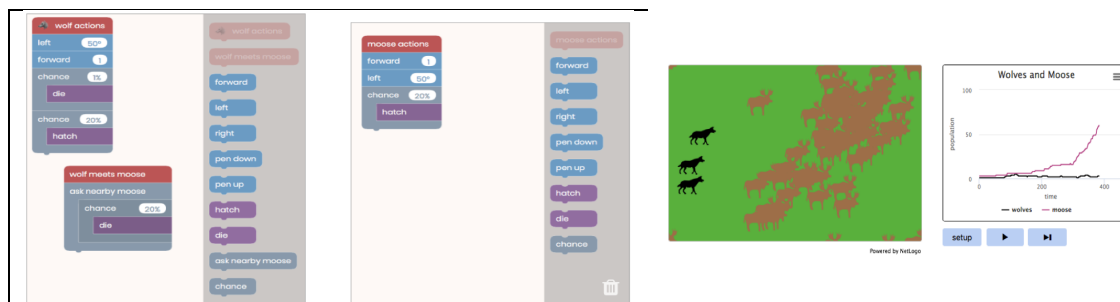 wolf actions
left 50°
forward 1
chance 1%
die
chance 20%
hatch
wolf meets moose
ask nearby moose
chance 20%
die
wolf actions
wolf meets moose
forward
left
right
pen down
pen up
hatch
die
ask nearby moose
chance
moose actions
forward 1
left 50°
chance 20%
hatch
moose actions
forward
left
right
pen down
pen up
hatch
die
chance
Powered by NetLogo
Wolves and Moose
100
50
0
population
0 200 400
time
wolves moose
setup